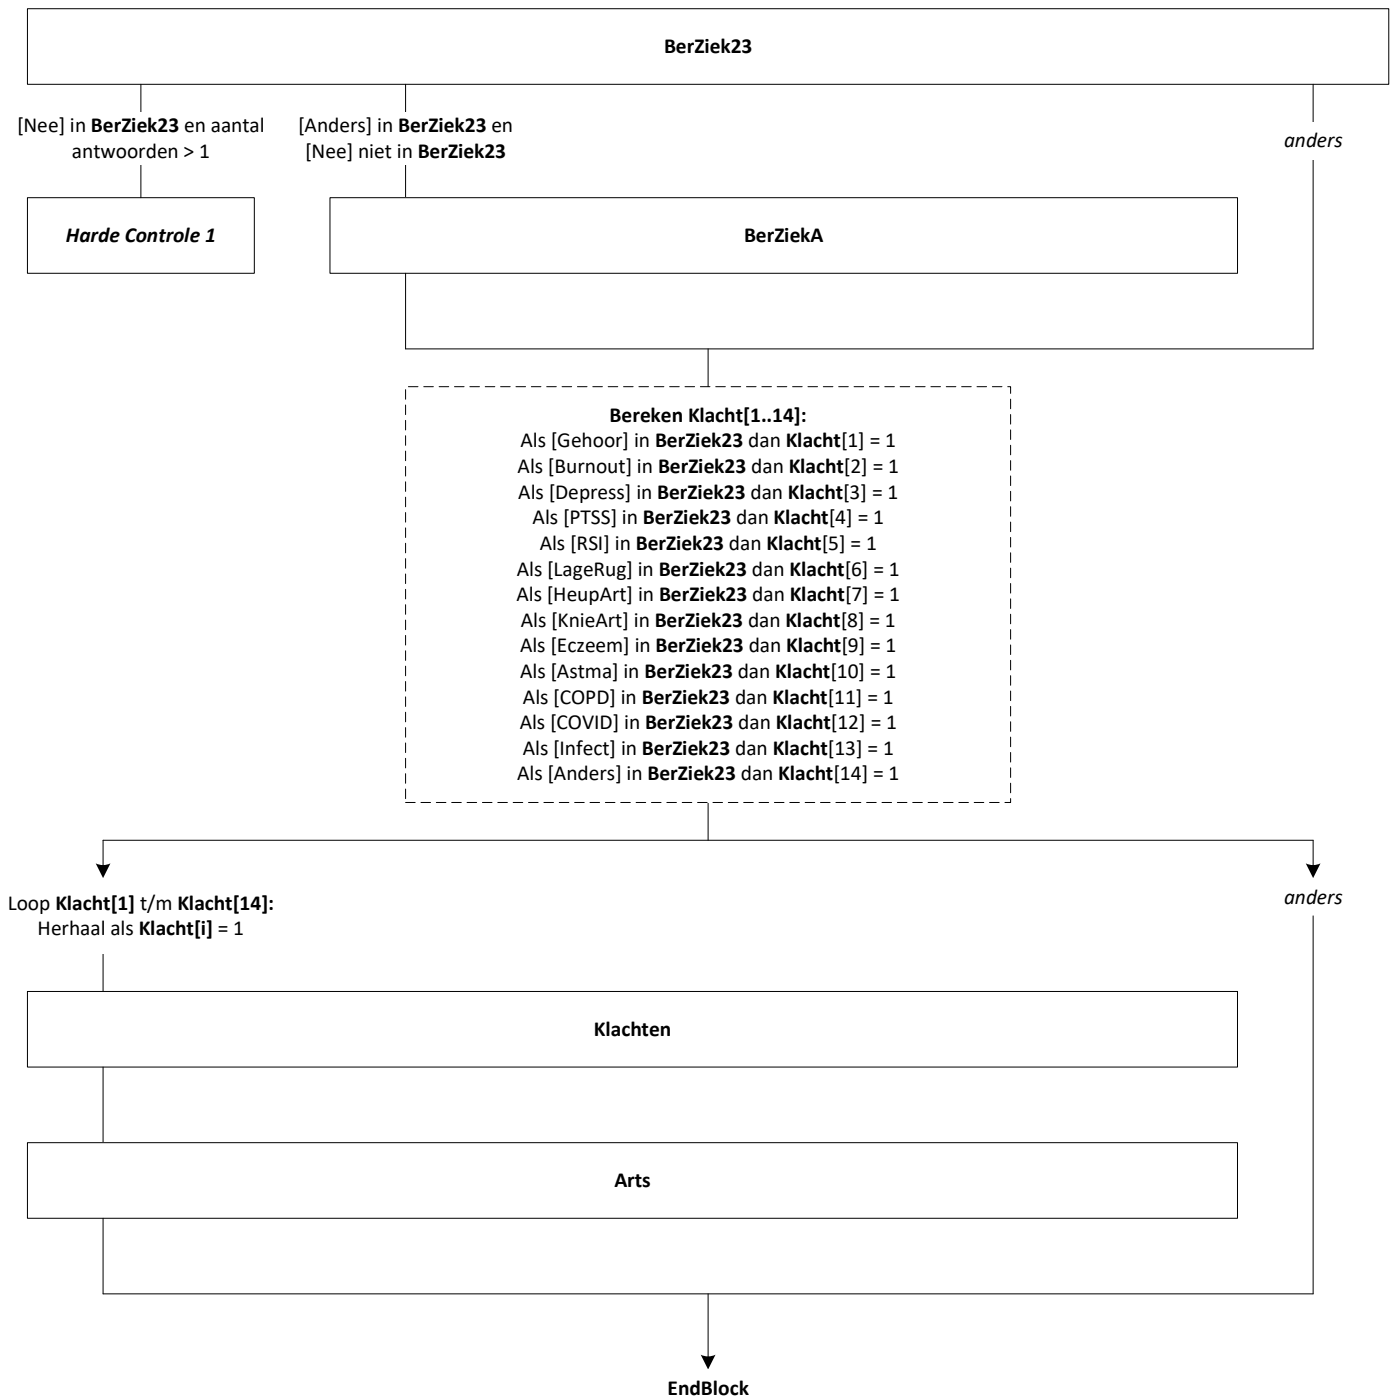 BerZiek23
[Nee] in BerZiek23 en aantal
antwoorden > 1
[Anders] in BerZiek23 en
[Nee] niet in BerZiek23
anders
Harde Controle 1
BerZiekA
Bereken Klacht[1..14]:
Als [Gehoor] in BerZiek23 dan Klacht[1] = 1
Als [Burnout] in BerZiek23 dan Klacht[2] = 1
Als [Depress] in BerZiek23 dan Klacht[3] = 1
Als [PTSS] in BerZiek23 dan Klacht[4] = 1
Als [RSI] in BerZiek23 dan Klacht[5] = 1
Als [LageRug] in BerZiek23 dan Klacht[6] = 1
Als [HeupArt] in BerZiek23 dan Klacht[7] = 1
Als [KnieArt] in BerZiek23 dan Klacht[8] = 1
Als [Eczeem] in BerZiek23 dan Klacht[9] = 1
Als [Astma] in BerZiek23 dan Klacht[10] = 1
Als [COPD] in BerZiek23 dan Klacht[11] = 1
Als [COVID] in BerZiek23 dan Klacht[12] = 1
Als [Infect] in BerZiek23 dan Klacht[13] = 1
Als [Anders] in BerZiek23 dan Klacht[14] = 1
Loop Klacht[1] t/m Klacht[14]:
Herhaal als Klacht[i] = 1
anders
Klachten
Arts
EndBlock